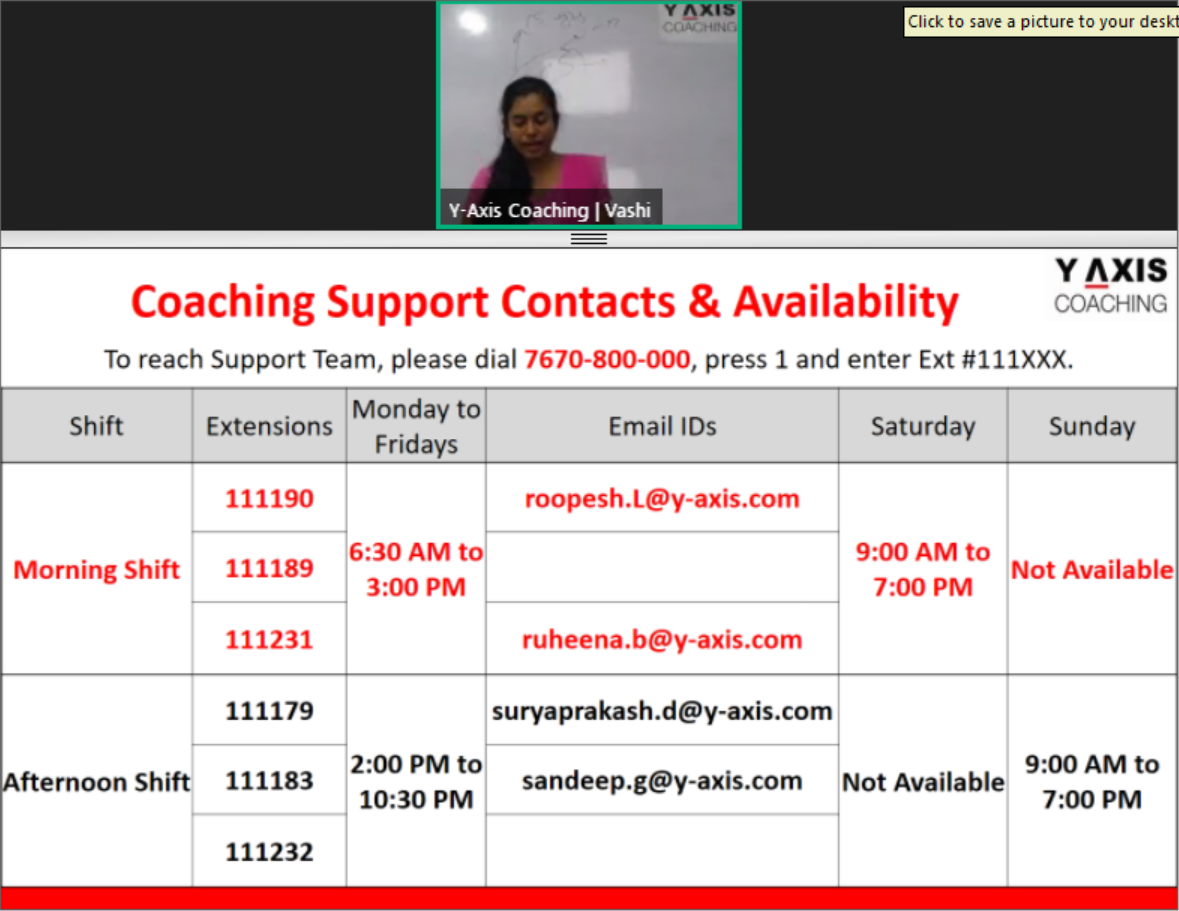 Y AXIS
COACHING
Click to save a picture to your deskt
Y-Axis Coaching | Vashi
Y AXIS
COACHING
Coaching Support Contacts & Availability
To reach Support Team, please dial 7670-800-000, press 1 and enter Ext #111XXX.
Shift Extensions Monday to Fridays Email IDs Saturday Sunday
Morning Shift 111190 6:30 AM to 3:00 PM roopesh.L@y-axis.com 9:00 AM to 7:00 PM Not Available
111189
111231 ruheena.b@y-axis.com
Afternoon Shift 111179 2:00 PM to 10:30 PM suryaprakash.d@y-axis.com Not Available 9:00 AM to 7:00 PM
111183 sandeep.g@y-axis.com
111232